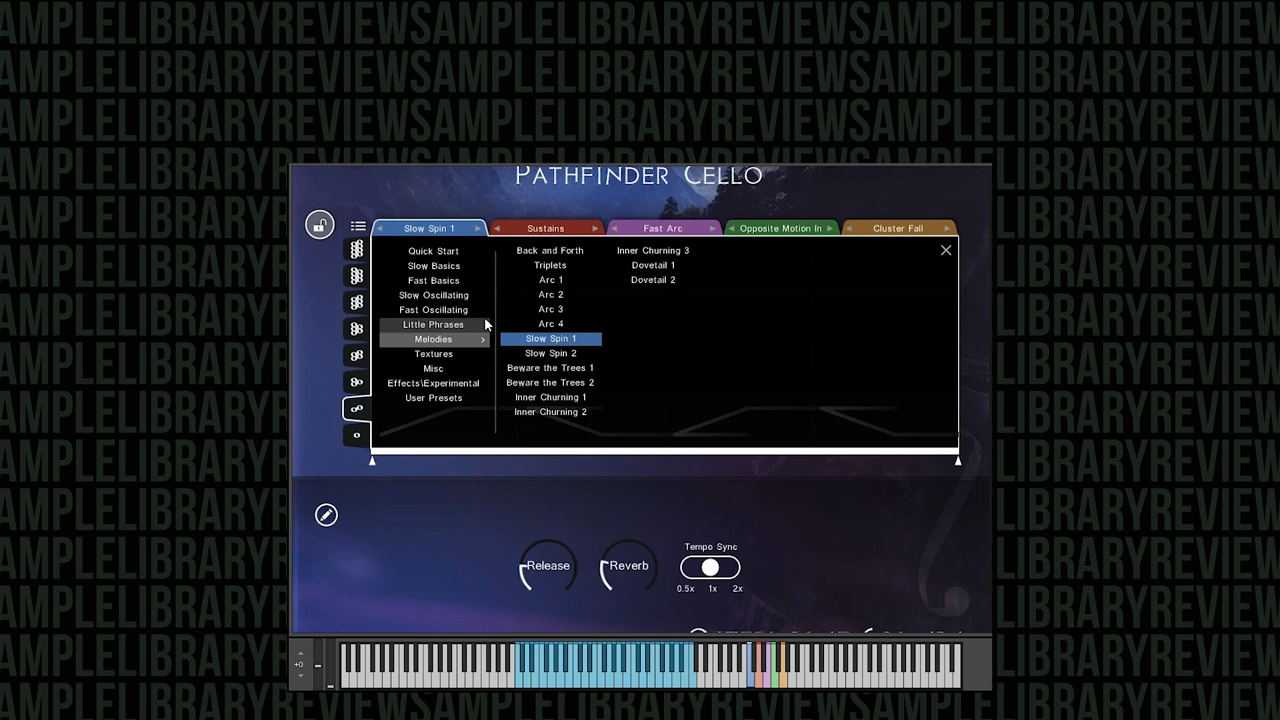 SAMPLELIBRARYREVIEWSAMPLELIBRARYREVIEWSAMPLELIBRARYREVIEW
PATHFINDER CELLO
Slow Spin 1
Sustains
Fast Arc
Opposite Motion In
Cluster Fall
Quick Start
Slow Basics
Fast Basics
Slow Oscillating
Fast Oscillating
Little Phrases
Melodies
Textures
Misc
Effects\Experimental
User Presets
Back and Forth
Triplets
Arc 1
Arc 2
Arc 3
Arc 4
Slow Spin 1
Slow Spin 2
Beware the Trees 1
Beware the Trees 2
Inner Churning 1
Inner Churning 2
Inner Churning 3
Dovetail 1
Dovetail 2
Release
Reverb
Tempo Sync
0.5x 1x 2x
+0